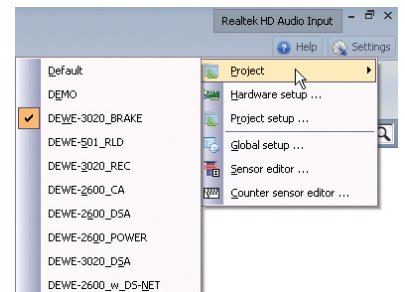 Realtek HD Audio Input
Help
Settings
Default
DEMO
DEWE-3020_BRAKE
DEWE-501_RLD
DEWE-3020_REC
DEWE-2600_CA
DEWE-2600_DSA
DEWE-2600_POWER
DEWE-3020_DSA
DEWE-2600_w_DS-NET
Project
Hardware setup ...
Project setup ...
Global setup ...
Sensor editor ...
Counter sensor editor ...